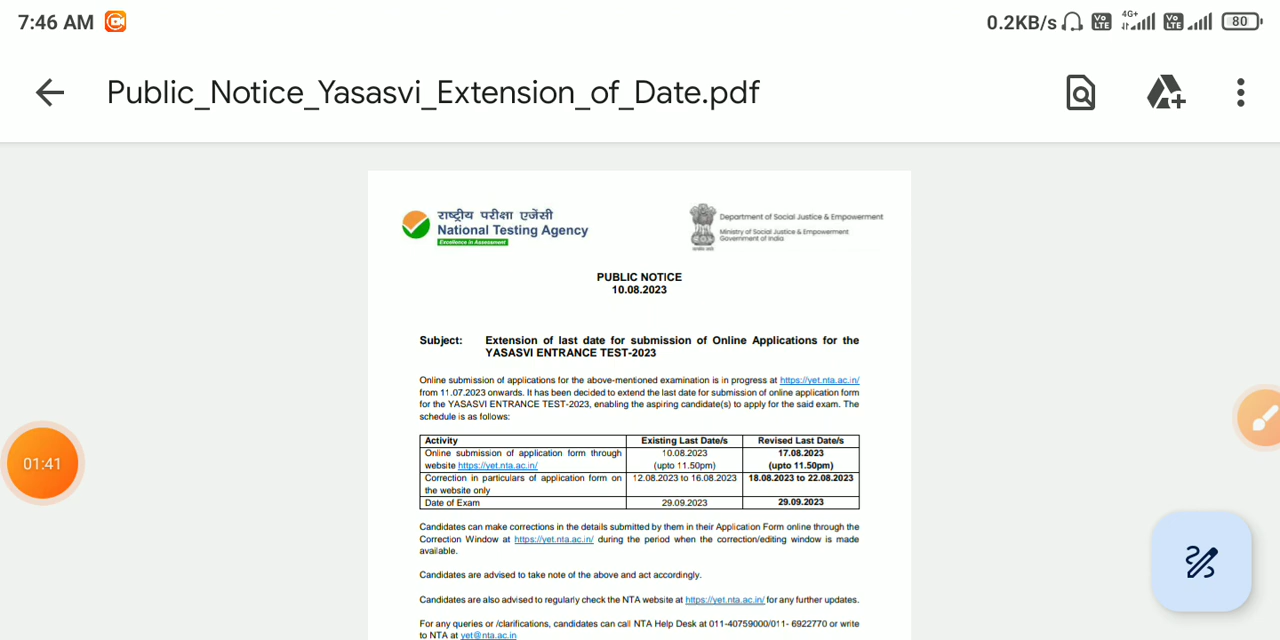 7:46 AM
0.2KB/s
Vo LTE
4G+
Vo LTE
80
Public_Notice_Yasasvi_Extension_of_Date.pdf
राष्ट्रीय परीक्षा एजेंसी
National Testing Agency
Excellence in Assessment
Department of Social Justice & Empowerment
Ministry of Social Justice & Empowerment
Government of India
PUBLIC NOTICE
10.08.2023
Subject: Extension of last date for submission of Online Applications for the
YASASVI ENTRANCE TEST-2023
Online submission of applications for the above-mentioned examination is in progress at https://yet.nta.ac.in/
from 11.07.2023 onwards. It has been decided to extend the last date for submission of online application form
for the YASASVI ENTRANCE TEST-2023, enabling the aspiring candidate(s) to apply for the said exam. The
schedule is as follows:
Activity Existing Last Date/s Revised Last Date/s
Online submission of application form through 10.08.2023 17.08.2023
website https://yet.nta.ac.in/ (upto 11.50pm) (upto 11.50pm)
Correction in particulars of application form on 12.08.2023 to 16.08.2023 18.08.2023 to 22.08.2023
the website only
Date of Exam 29.09.2023 29.09.2023
Candidates can make corrections in the details submitted by them in their Application Form online through the
Correction Window at https://yet.nta.ac.in/ during the period when the correction/editing window is made
available.
Candidates are advised to take note of the above and act accordingly.
Candidates are also advised to regularly check the NTA website at https://yet.nta.ac.in/ for any further updates.
For any queries or /clarifications, candidates can call NTA Help Desk at 011-40759000/011- 6922770 or write
to NTA at yet@nta.ac.in
01:41